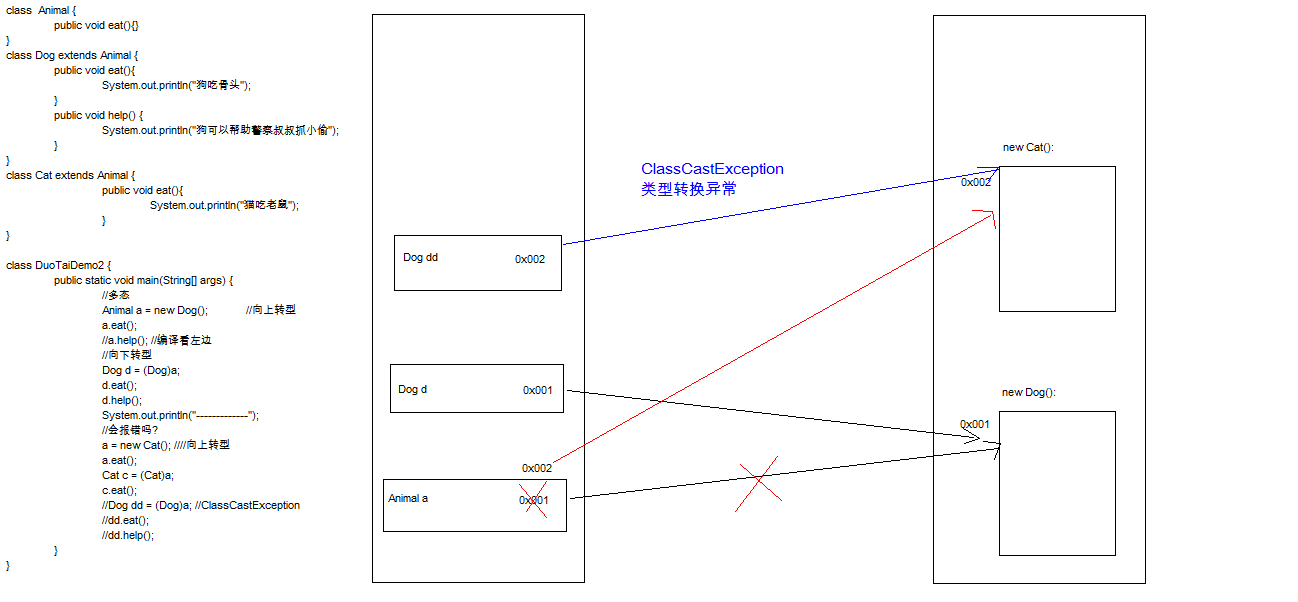 class  Animal {
	public void eat(){}
}
class Dog extends Animal {
	public void eat(){
		System.out.println("狗吃骨头");
	}
	public void help() {
		System.out.println("狗可以帮助警察叔叔抓小偷");
	}
}
class Cat extends Animal {
		public void eat(){
			System.out.println("猫吃老鼠");
		}
}

class DuoTaiDemo2 {
	public static void main(String[] args) {
		//多态
		Animal a = new Dog();	//向上转型
		a.eat();
		//a.help(); //编译看左边
		//向下转型
		Dog d = (Dog)a;
		d.eat();
		d.help();
		System.out.println("-------------");
		//会报错吗?
		a = new Cat(); ////向上转型
		a.eat();
		Cat c = (Cat)a;
		c.eat();
		//Dog dd = (Dog)a; //ClassCastException
		//dd.eat();
		//dd.help();
	}
}
Dog dd 0x002
Dog d 0x001
0x002
Animal a 0x001
ClassCastException
类型转换异常
new Cat():
0x002
new Dog():
0x001